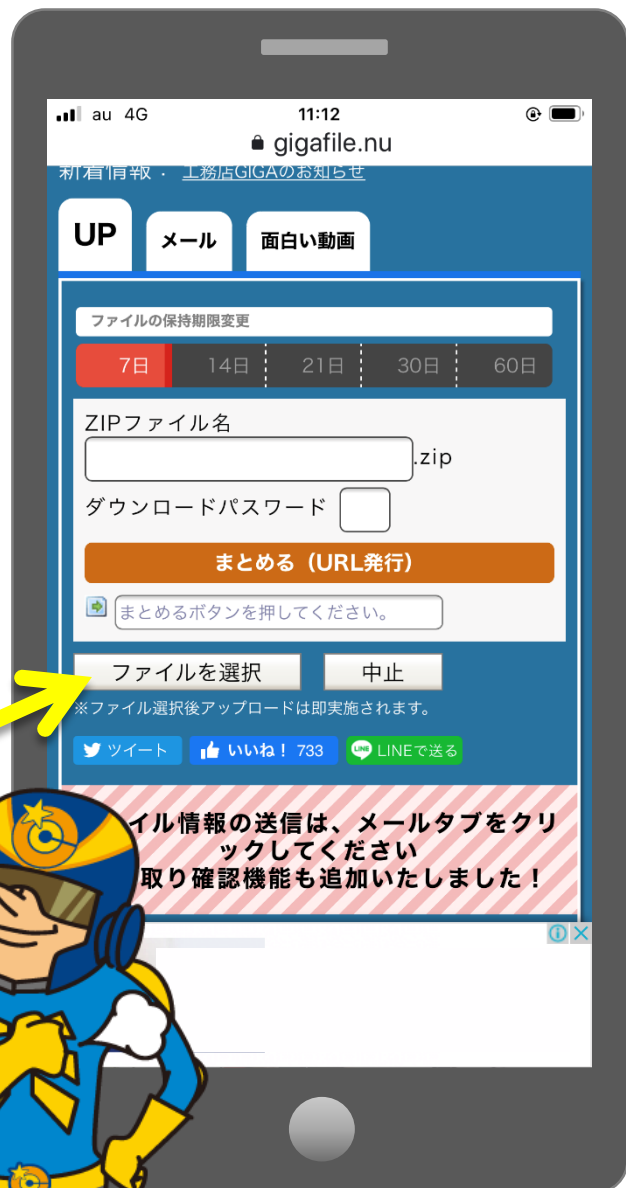 au 4G 11:12
gigafile.nu
新着情報 . 工務店GIGAのお知らせ
UP メール 面白い動画
ファイルの保持期限変更
7日 14日 21日 30日 60日
ZIPファイル名
.zip
ダウンロードパスワード
まとめる（URL発行）
まとめるボタンを押してください。
ファイルを選択 中止
※ファイル選択後アップロードは即実施されます。
ツイート いいね！ 733 LINE LINEで送る
イル情報の送信は、メールタブをクリ
ックしてください
取り確認機能も追加いたしました！